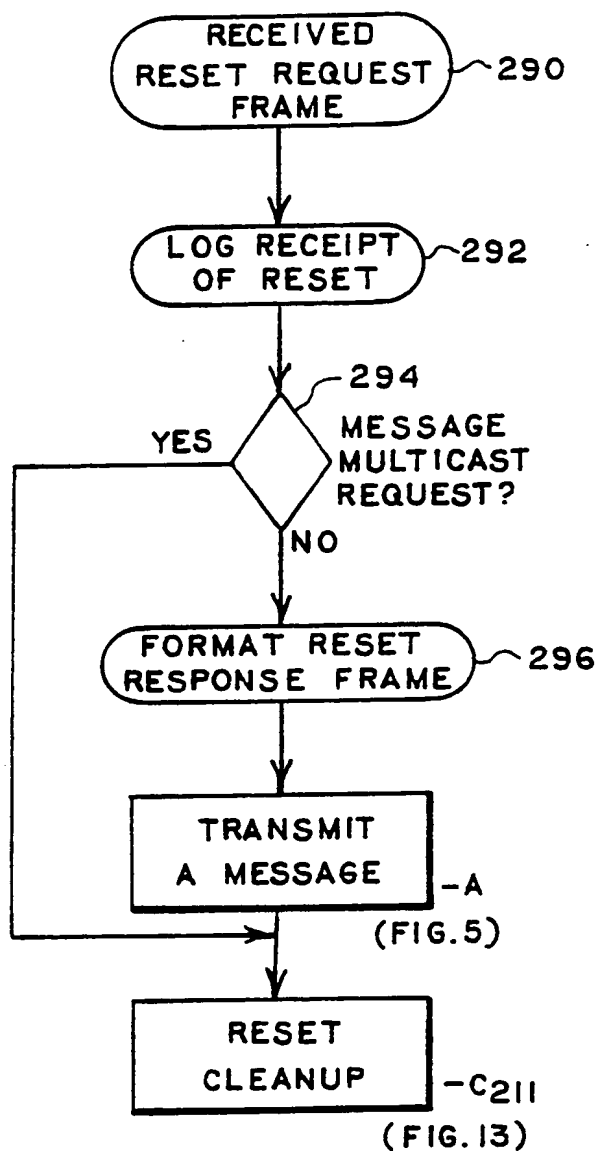 RECEIVED
RESET REQUEST
FRAME
290
LOG RECEIPT
OF RESET
292
294
YES
MESSAGE
MULTICAST
REQUEST?
NO
FORMAT RESET
RESPONSE FRAME
296
TRANSMIT
A MESSAGE
-A
(FIG.5)
RESET
CLEANUP
-C211
(FIG.13)